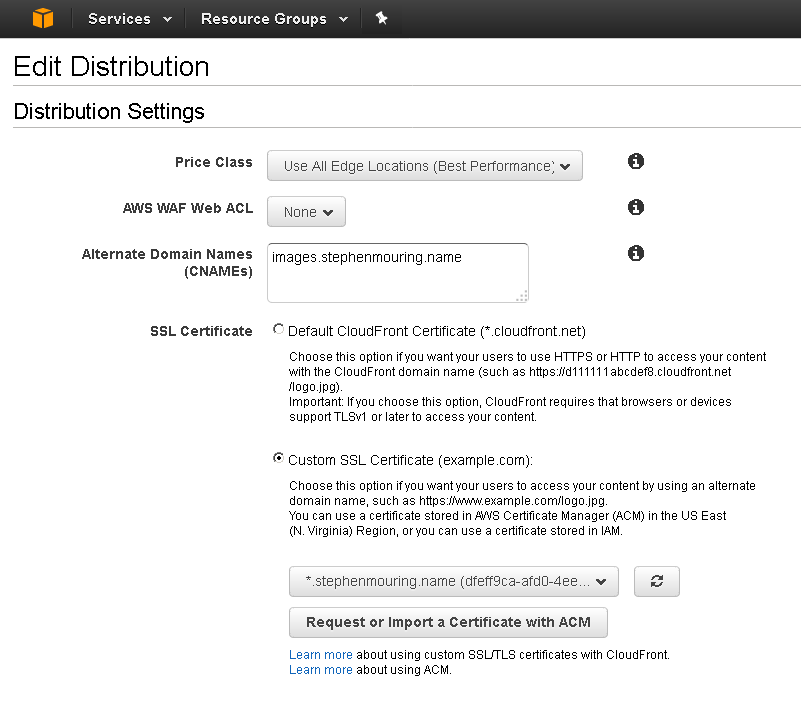 Services Resource Groups
Edit Distribution
Distribution Settings
Price Class Use All Edge Locations (Best Performance)
AWS WAF Web ACL None
Alternate Domain Names images.stephenmouring.name
(CNAMEs)
SSL Certificate Default CloudFront Certificate (*.cloudfront.net)
Choose this option if you want your users to use HTTPS or HTTP to access your content
with the CloudFront domain name (such as https://d111111abcdef8.cloudfront.net
/logo.jpg).
Important: If you choose this option, CloudFront requires that browsers or devices
support TLSv1 or later to access your content.
Custom SSL Certificate (example.com):
Choose this option if you want your users to access your content by using an alternate
domain name, such as https://www.example.com/logo.jpg.
You can use a certificate stored in AWS Certificate Manager (ACM) in the US East
(N. Virginia) Region, or you can use a certificate stored in IAM.
*.stephenmouring.name (dfeff9ca-afd0-4ee...
Request or Import a Certificate with ACM
Learn more about using custom SSL/TLS certificates with CloudFront.
Learn more about using ACM.